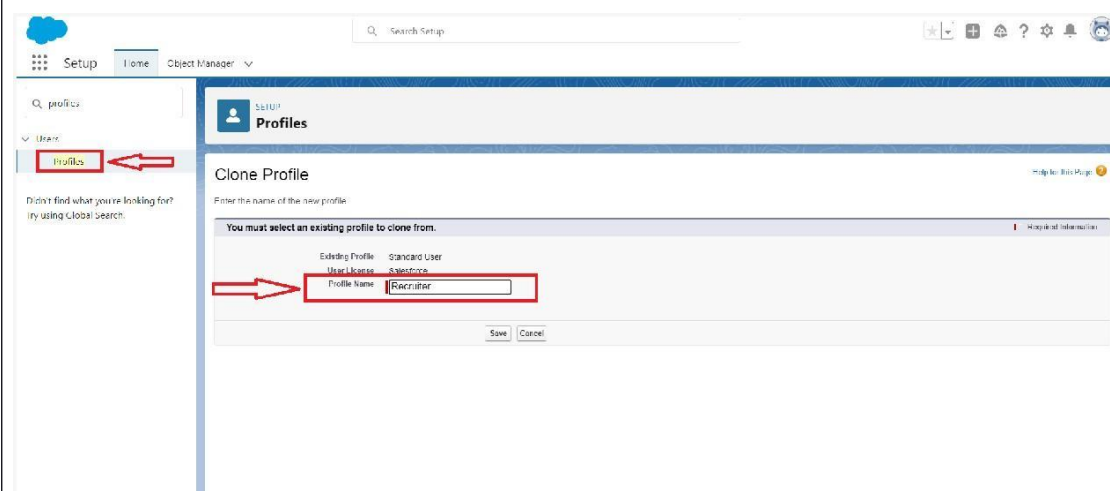 Search Setup
Setup Home Object Manager
profiles
Users
Profiles
Didn't find what you're looking for?
Try using Global Search.
SETUP
Profiles
Clone Profile
Help for this Page
Enter the name of the new profile
You must select an existing profile to clone from.
Required Information
Existing Profile Standard User
User License Salesforce
Profile Name Recruiter
Save Cancel